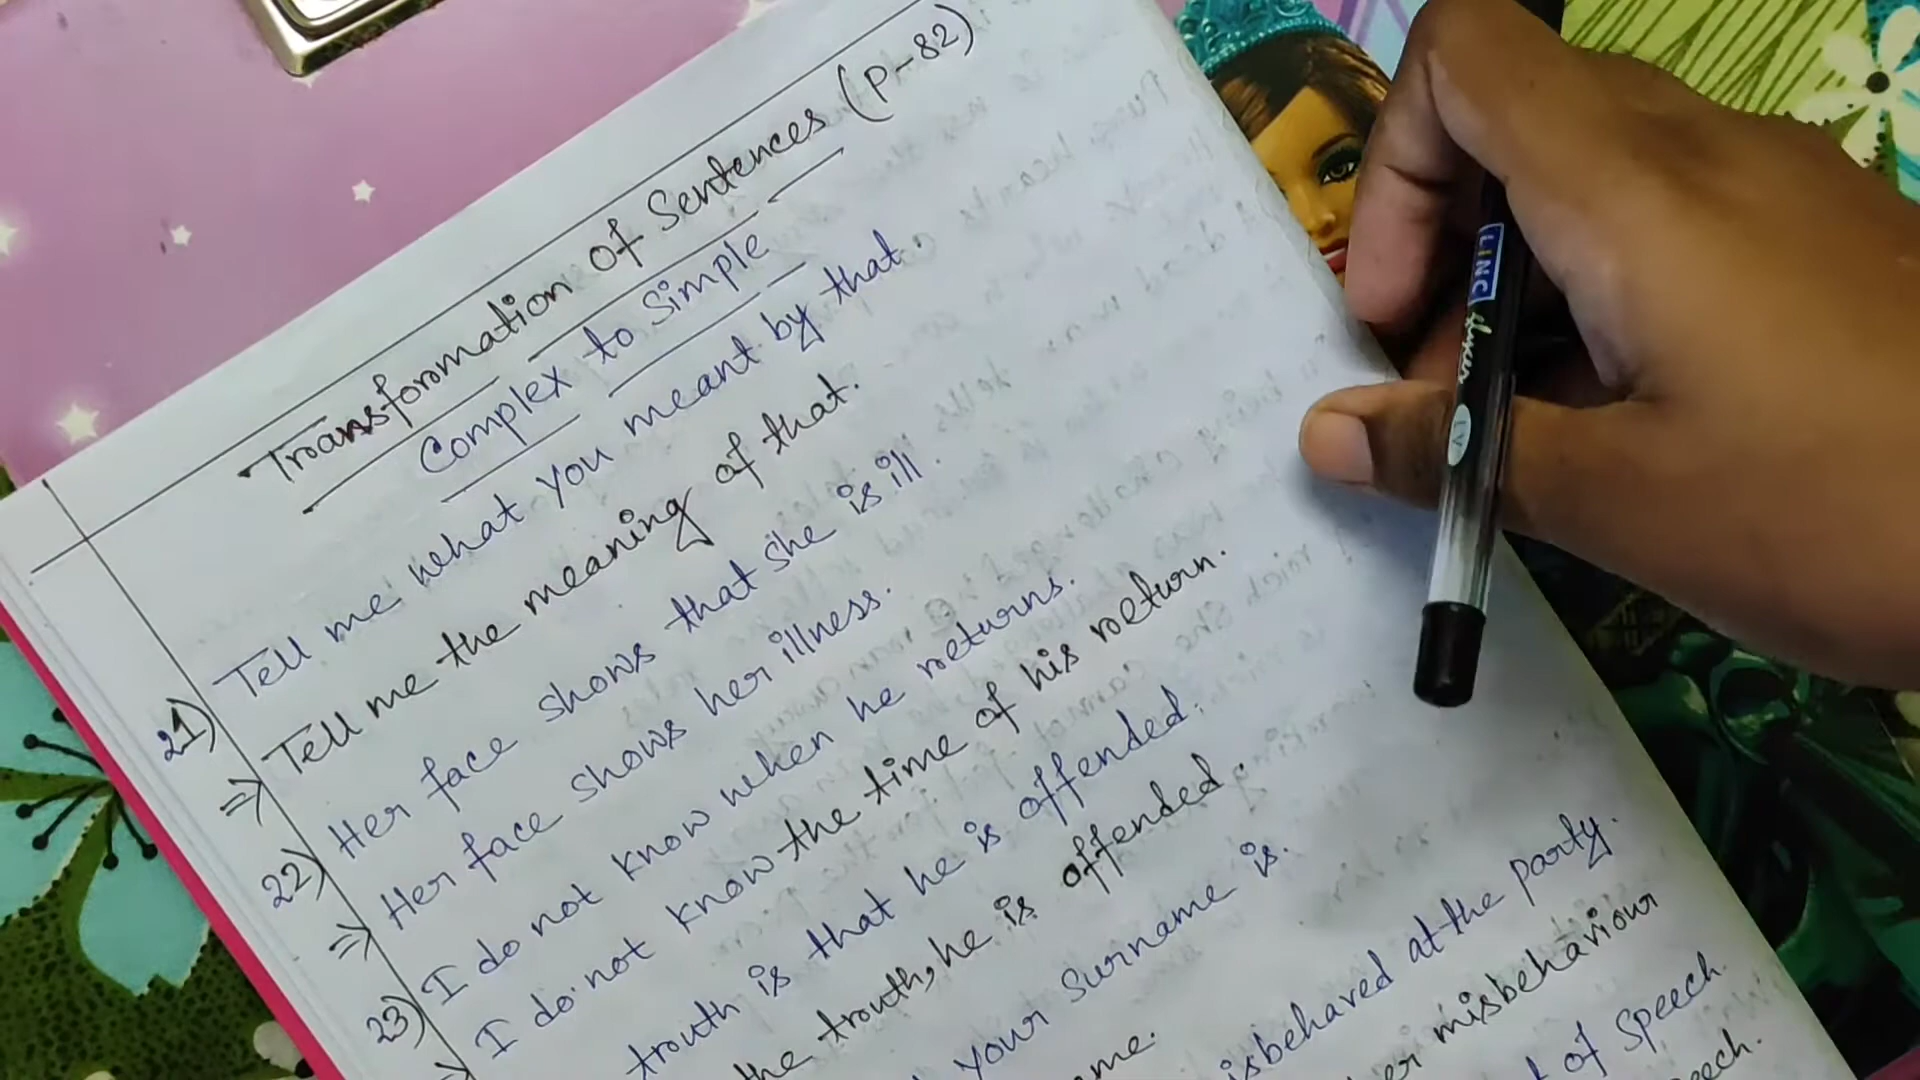 Transformation of Sentences (P-82)
Complex to Simple
21) Tell me what you meant by that.
=> Tell me the meaning of that.
22) Her face shows that she is ill.
=> Her face shows her illness.
23) I do not know when he returns.
=> I do not know the time of his return.
truth is that he is offended.
the truth, he is offended.
your surname is.
misbehaved at the party.
misbehaviour
of speech.
LINC